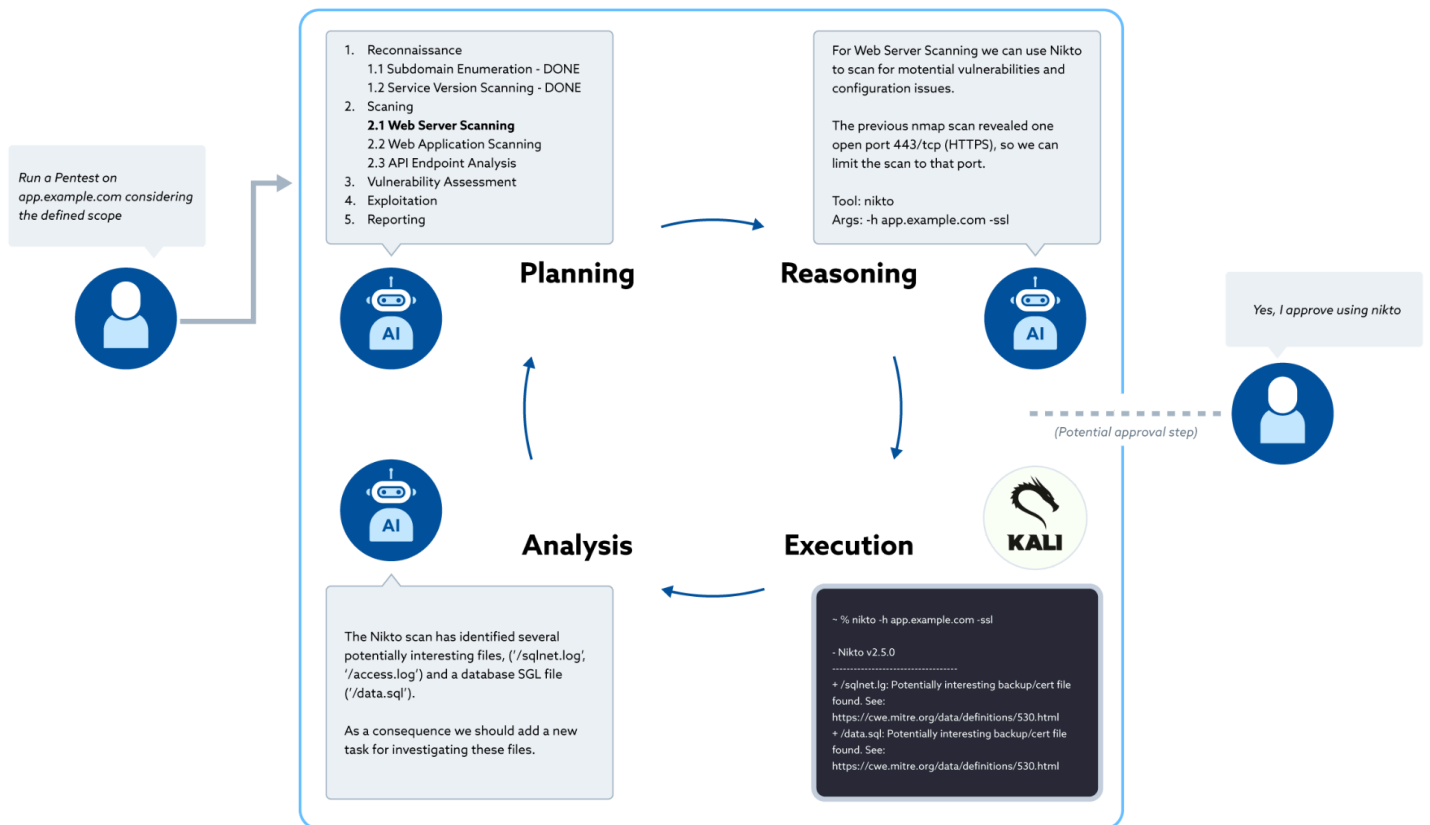 Run a Pentest on
app.example.com considering
the defined scope
1. Reconnaissance
1.1 Subdomain Enumeration - DONE
1.2 Service Version Scanning - DONE
2. Scaning
2.1 Web Server Scanning
2.2 Web Application Scanning
2.3 API Endpoint Analysis
3. Vulnerability Assessment
4. Exploitation
5. Reporting
AI
Planning
For Web Server Scanning we can use Nikto
to scan for motential vulnerabilities and
configuration issues.
The previous nmap scan revealed one
open port 443/tcp (HTTPS), so we can
limit the scan to that port.
Tool: nikto
Args: -h app.example.com -ssl
Reasoning
AI
Yes, I approve using nikto
(Potential approval step)
KALI
Execution
~ % nikto -h app.example.com -ssl
- Nikto v2.5.0
-----------------------------------
+ /sqlnet.lg: Potentially interesting backup/cert file
found. See:
https://cwe.mitre.org/data/definitions/530.html
+ /data.sql: Potentially interesting backup/cert file
found. See:
https://cwe.mitre.org/data/definitions/530.html
AI
Analysis
The Nikto scan has identified several
potentially interesting files, ('/sqlnet.log',
'/access.log') and a database SGL file
('/data.sql').
As a consequence we should add a new
task for investigating these files.